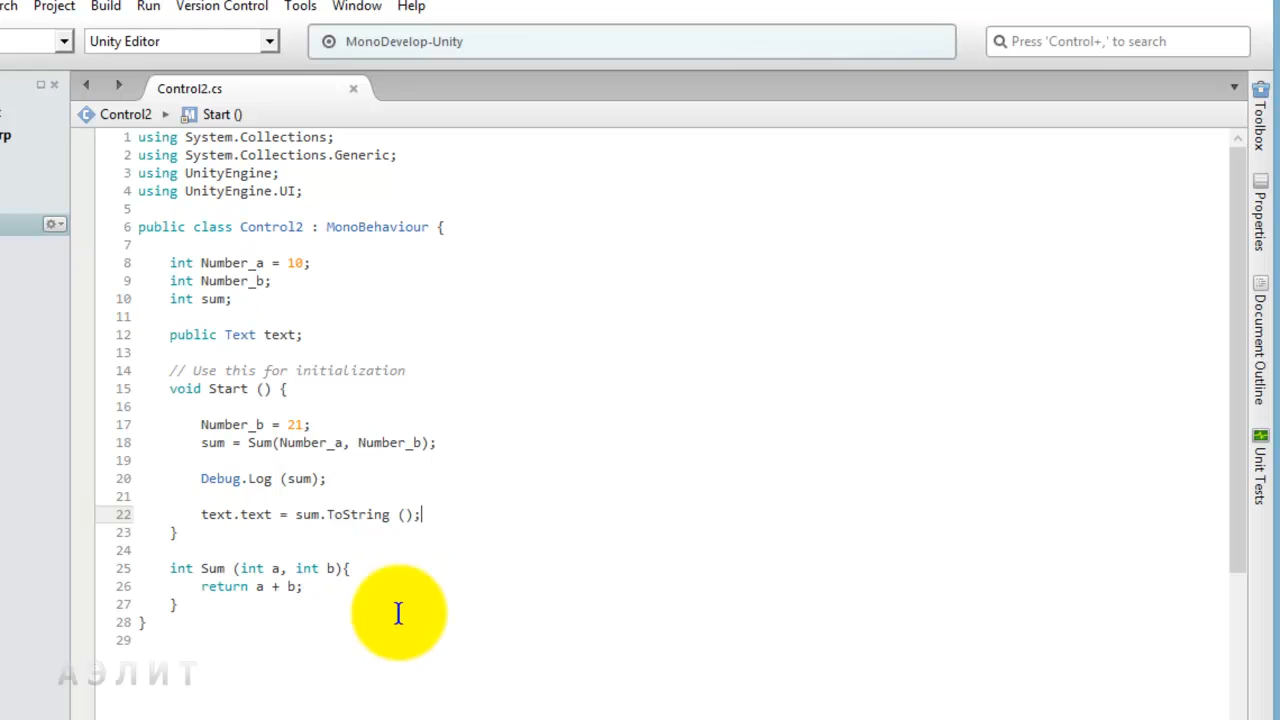 rch Project Build Run Version Control Tools Window Help
Unity Editor MonoDevelop-Unity Press 'Control+,' to search
Control2.cs
Control2 Start ()
rp
1 using System.Collections;
2 using System.Collections.Generic;
3 using UnityEngine;
4 using UnityEngine.UI;
5
6 public class Control2 : MonoBehaviour {
7
8 int Number_a = 10;
9 int Number_b;
10 int sum;
11
12 public Text text;
13
14 // Use this for initialization
15 void Start () {
16
17 Number_b = 21;
18 sum = Sum(Number_a, Number_b);
19
20 Debug.Log (sum);
21
22 text.text = sum.ToString ();
23 }
24
25 int Sum (int a, int b){
26 return a + b;
27 }
28 }
29
Toolbox
Properties
Document Outline
Unit Tests
АЭЛИТ